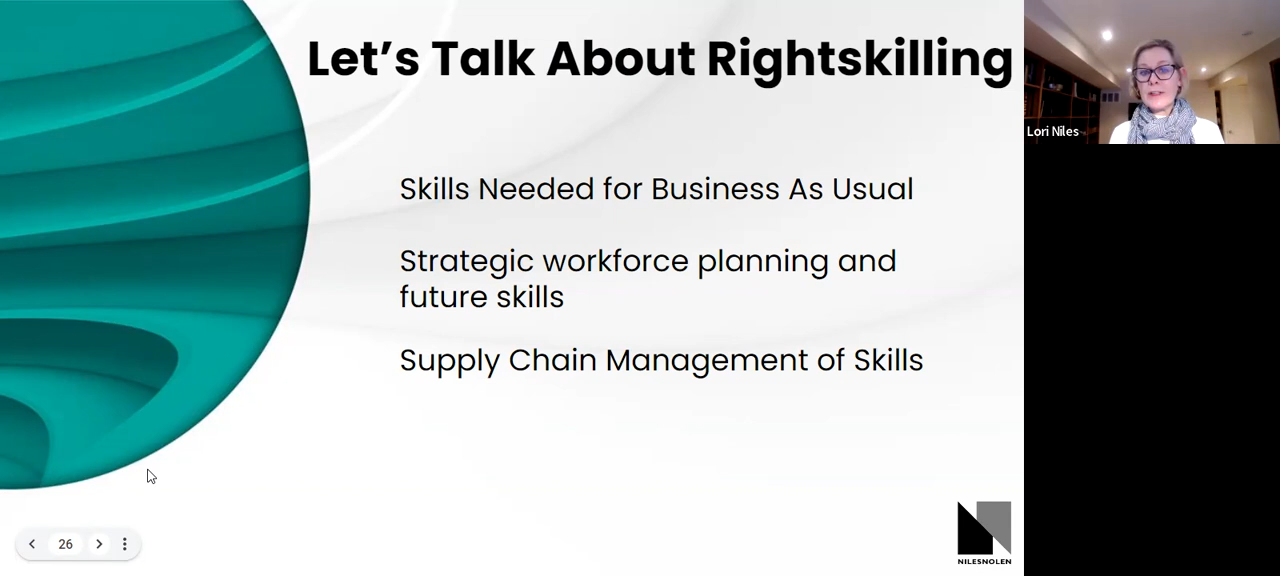 Let's Talk About Rightskilling
Skills Needed for Business As Usual
Strategic workforce planning and
future skills
Supply Chain Management of Skills
Lori Niles
26
NILESNOLEN